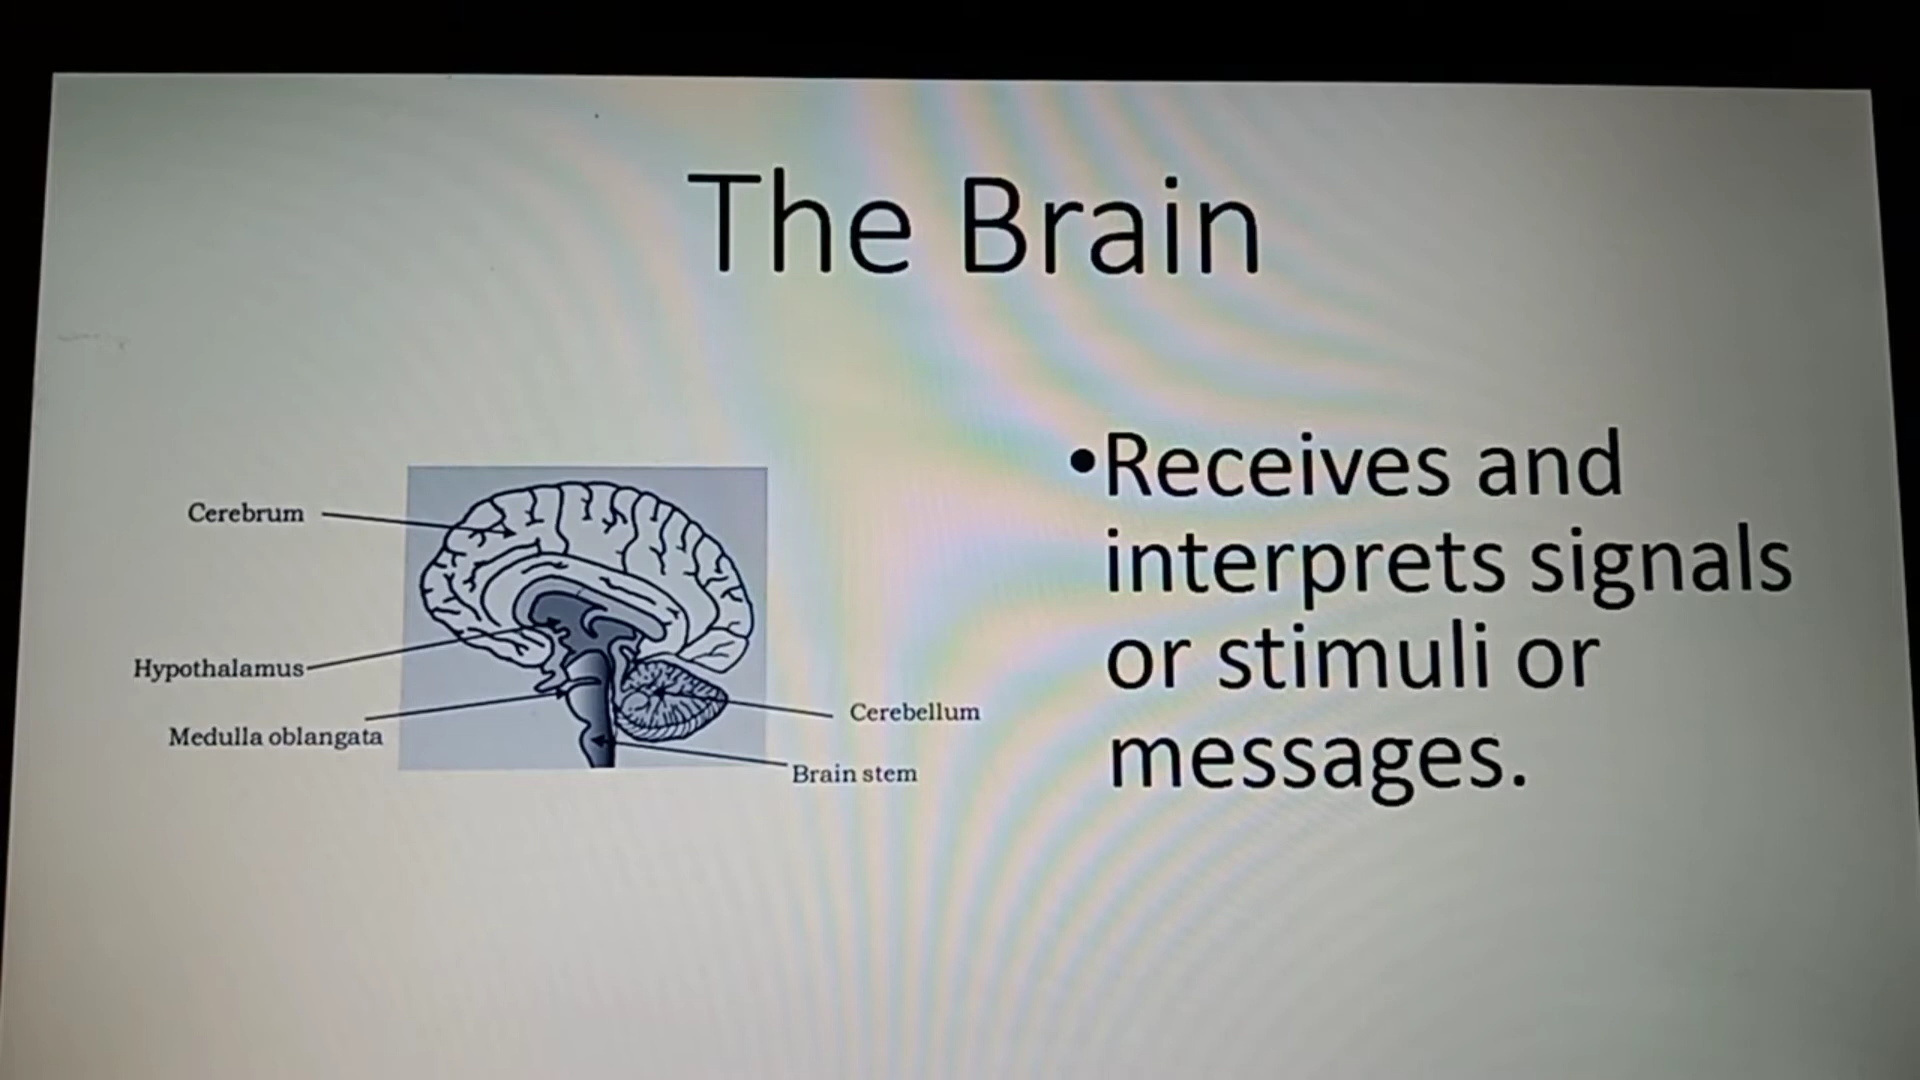 The Brain
Cerebrum
Hypothalamus
Medulla oblangata
Cerebellum
Brain stem
•Receives and
interprets signals
or stimuli or
messages.